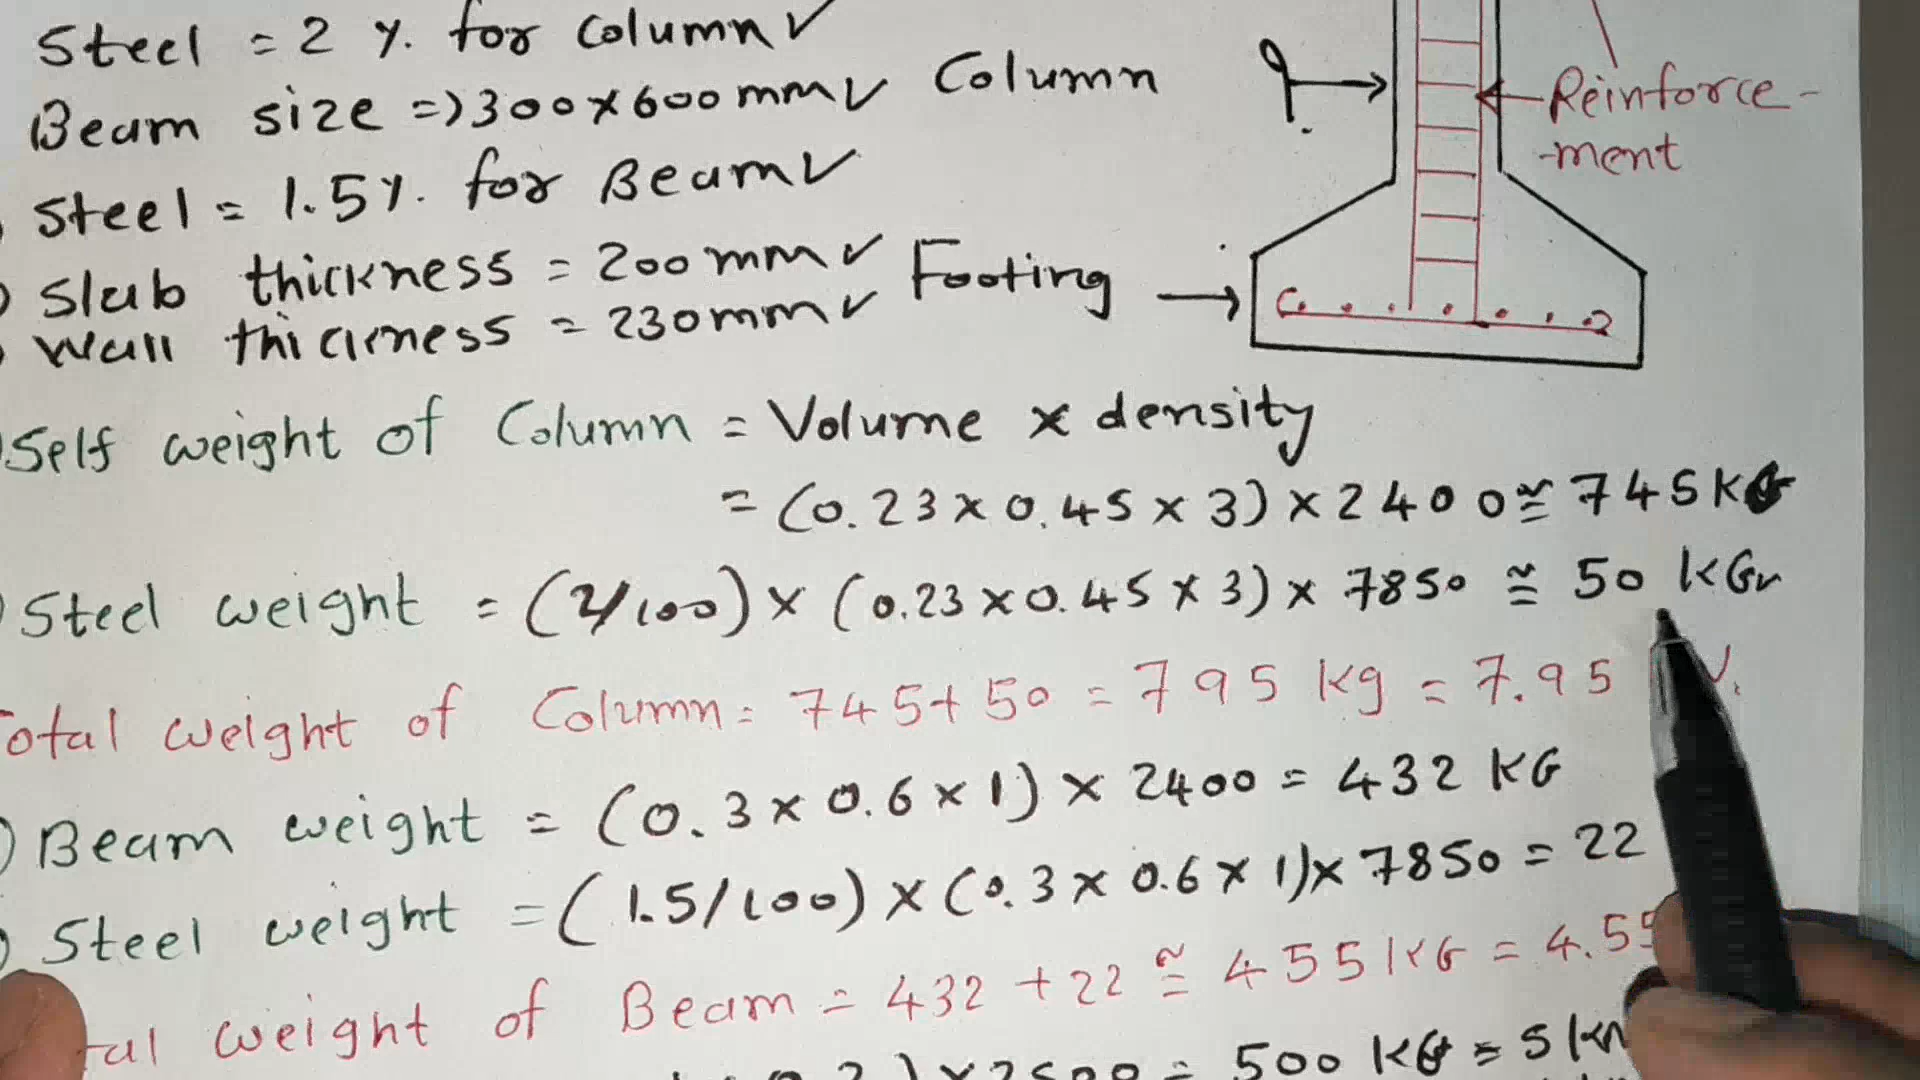 Steel = 2 %. for Column ✓
Beam size => 300 x 600 mm ✓
Steel = 1.5 %. for Beam ✓
Slab thickness = 200 mm ✓
Wall thickness = 230 mm ✓
Column
Reinforce-
-ment
Footing
Self weight of Column = Volume x density
= (0.23 x 0.45 x 3) x 2400 ≅ 745 KG
Steel weight = (2/100) x (0.23 x 0.45 x 3) x 7850 ≅ 50 KG
Total weight of Column = 745 + 50 = 795 kg = 7.95
Beam weight = (0.3 x 0.6 x 1) x 2400 = 432 KG
Steel weight = (1.5/100) x (0.3 x 0.6 x 1) x 7850 = 22
weight of Beam = 432 + 22 ≅ 455 KG = 4.55
= 500 KG = 5 kN